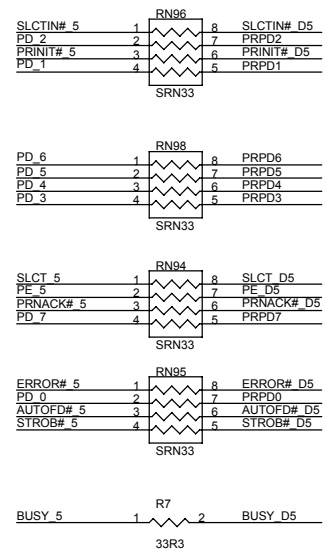 RN96
SLCTIN#_5 1 8 SLCTIN#_D5
PD_2 2 7 PRPD2
PRINIT#_5 3 6 PRINIT#_D5
PD_1 4 5 PRPD1
SRN33
RN98
PD_6 1 8 PRPD6
PD_5 2 7 PRPD5
PD_4 3 6 PRPD4
PD_3 4 5 PRPD3
SRN33
RN94
SLCT_5 1 8 SLCT_D5
PE_5 2 7 PE_D5
PRNACK#_5 3 6 PRNACK#_D5
PD_7 4 5 PRPD7
SRN33
RN95
ERROR#_5 1 8 ERROR#_D5
PD_0 2 7 PRPD0
AUTOFD#_5 3 6 AUTOFD#_D5
STROB#_5 4 5 STROB#_D5
SRN33
R7
BUSY_5 1 2 BUSY_D5
33R3